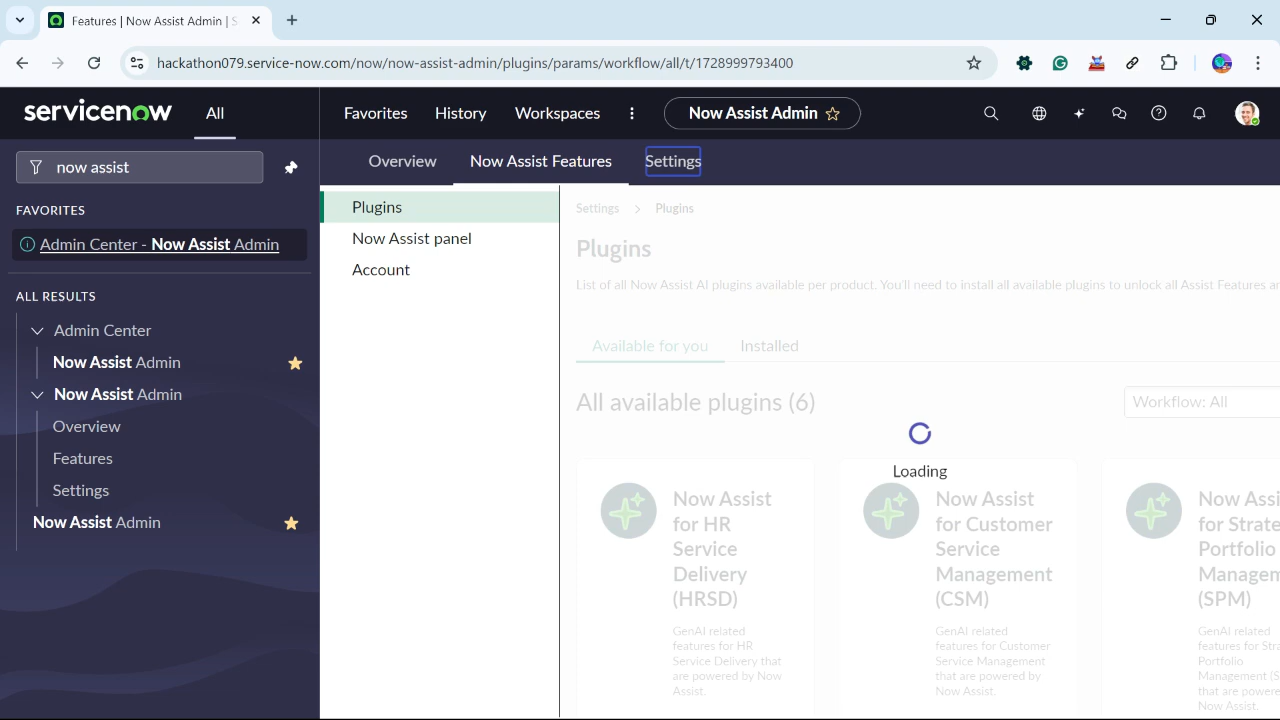 Features | Now Assist Admin | S
hackathon079.service-now.com/now/now-assist-admin/plugins/params/workflow/all/t/1728999793400
servicenow
All
Favorites
History
Workspaces
Now Assist Admin
now assist
Overview
Now Assist Features
Settings
FAVORITES
Admin Center - Now Assist Admin
ALL RESULTS
Admin Center
Now Assist Admin
Now Assist Admin
Overview
Features
Settings
Now Assist Admin
Plugins
Now Assist panel
Account
Settings > Plugins
Plugins
List of all Now Assist AI plugins available per product. You'll need to install all available plugins to unlock all Assist Features
Available for you
Installed
All available plugins (6)
Workflow: All
Loading
Now Assist
for HR
Service
Delivery
(HRSD)
GenAI related
features for HR
Service Delivery that
are powered by Now
Assist.
Now Assist
for Customer
Service
Management
(CSM)
GenAI related
features for Customer
Service Management
that are powered by
Now Assist.
Now Assi
for Strate
Portfolio
Managem
(SPM)
GenAI related
features for Stra
Portfolio
Management (S
that are powere
Now Assist.